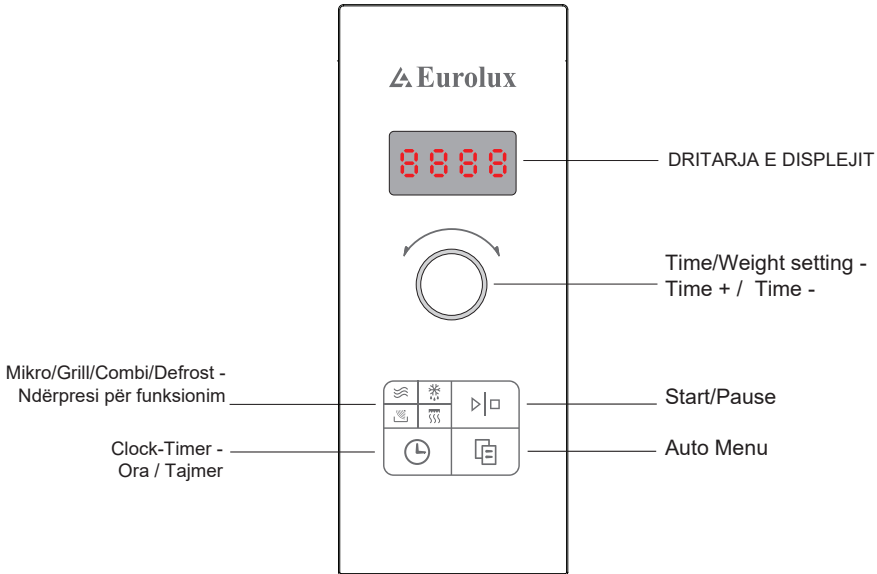 Eurolux
8888
DRITARJA E DISPLEJIT
Time/Weight setting -
Time + / Time -
Mikro/Grill/Combi/Defrost -
Ndërpresi për funksionim
Start/Pause
Clock-Timer -
Ora / Tajmer
Auto Menu